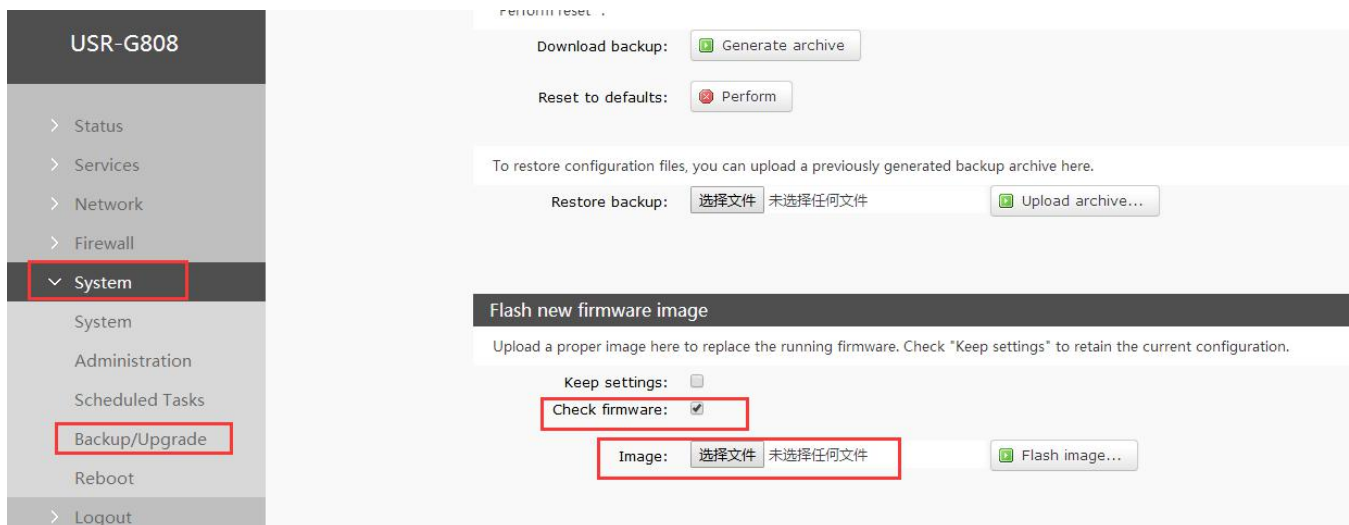 Perform reset".
USR-G808
Download backup: Generate archive
Reset to defaults: Perform
Status
Services
To restore configuration files, you can upload a previously generated backup archive here.
Network
Restore backup: 选择文件 未选择任何文件 Upload archive...
Firewall
System
Flash new firmware image
System
Upload a proper image here to replace the running firmware. Check "Keep settings" to retain the current configuration.
Administration
Keep settings:
Scheduled Tasks
Check firmware:
Backup/Upgrade
Image: 选择文件 未选择任何文件 Flash image...
Reboot
Logout